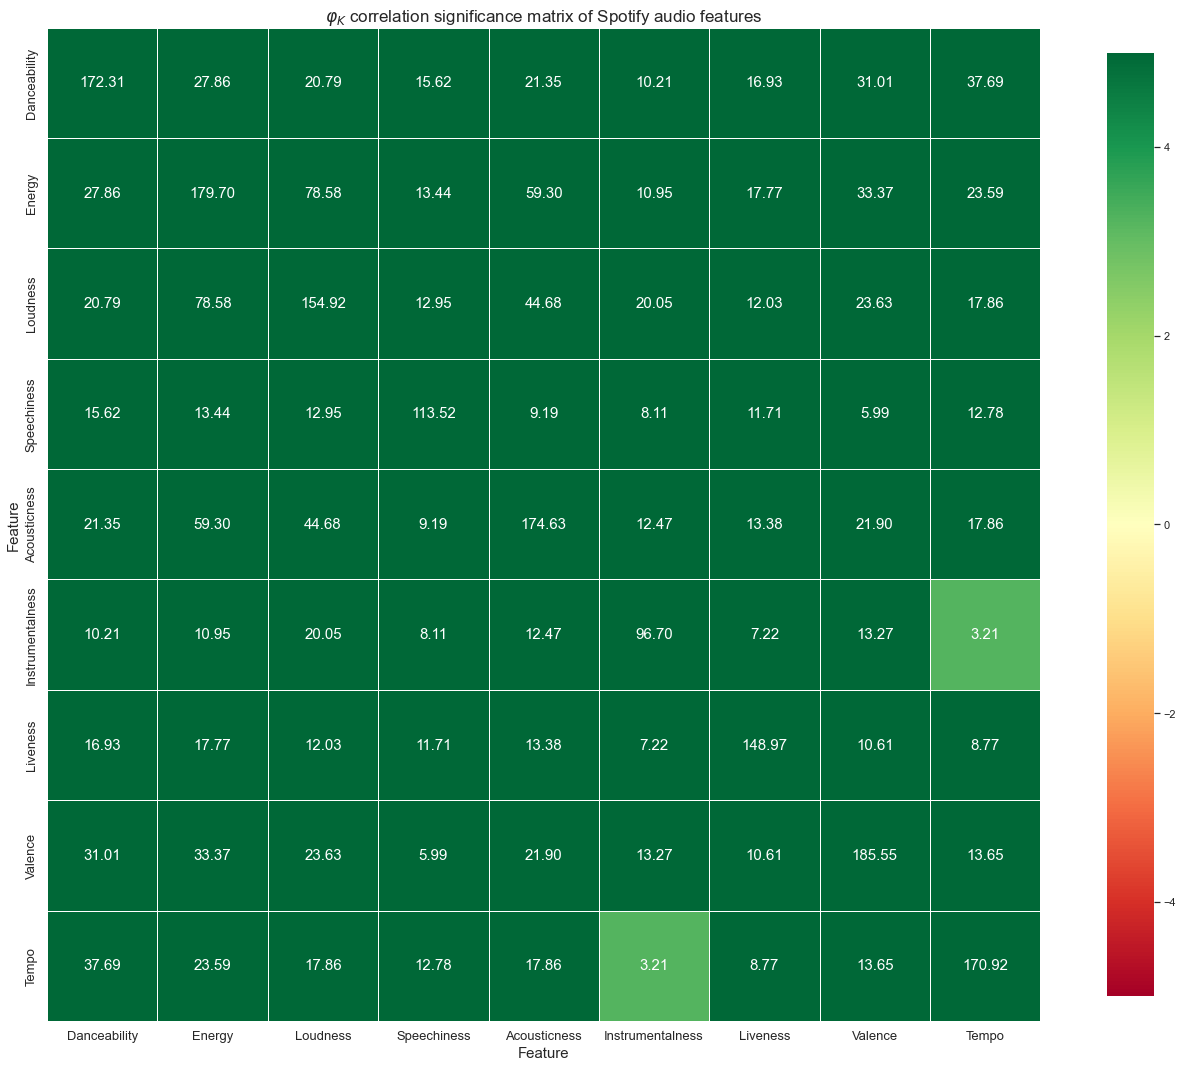 φK correlation significance matrix of Spotify audio features
Danceability 172.31 27.86 20.79 15.62 21.35 10.21 16.93 31.01 37.69
Energy 27.86 179.70 78.58 13.44 59.30 10.95 17.77 33.37 23.59
Loudness 20.79 78.58 154.92 12.95 44.68 20.05 12.03 23.63 17.86
Speechiness 15.62 13.44 12.95 113.52 9.19 8.11 11.71 5.99 12.78
Feature
Acousticness 21.35 59.30 44.68 9.19 174.63 12.47 13.38 21.90 17.86
Instrumentalness 10.21 10.95 20.05 8.11 12.47 96.70 7.22 13.27 3.21
Liveness 16.93 17.77 12.03 11.71 13.38 7.22 148.97 10.61 8.77
Valence 31.01 33.37 23.63 5.99 21.90 13.27 10.61 185.55 13.65
Tempo 37.69 23.59 17.86 12.78 17.86 3.21 8.77 13.65 170.92
Danceability Energy Loudness Speechiness Acousticness Instrumentalness Liveness Valence Tempo
Feature
4
2
0
−2
−4